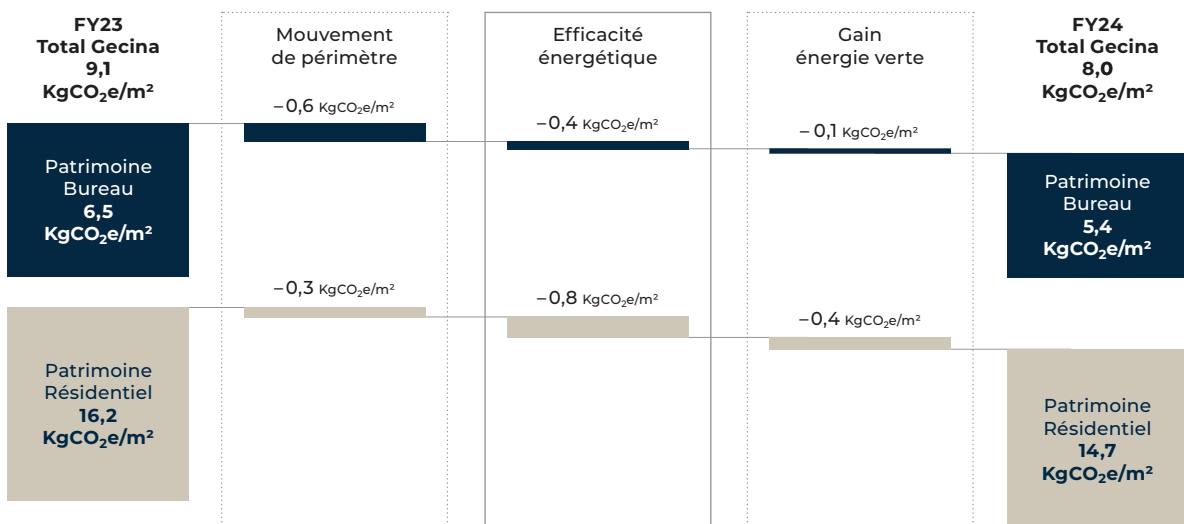 FY23
Total Gecina
9,1
KgCO₂e/m²
Mouvement
de périmètre
Efficacité
énergétique
Gain
énergie verte
FY24
Total Gecina
8,0
KgCO₂e/m²
−0,6 KgCO₂e/m²
−0,4 KgCO₂e/m²
−0,1 KgCO₂e/m²
Patrimoine
Bureau
6,5
KgCO₂e/m²
Patrimoine
Bureau
5,4
KgCO₂e/m²
−0,3 KgCO₂e/m²
−0,8 KgCO₂e/m²
−0,4 KgCO₂e/m²
Patrimoine
Résidentiel
16,2
KgCO₂e/m²
Patrimoine
Résidentiel
14,7
KgCO₂e/m²